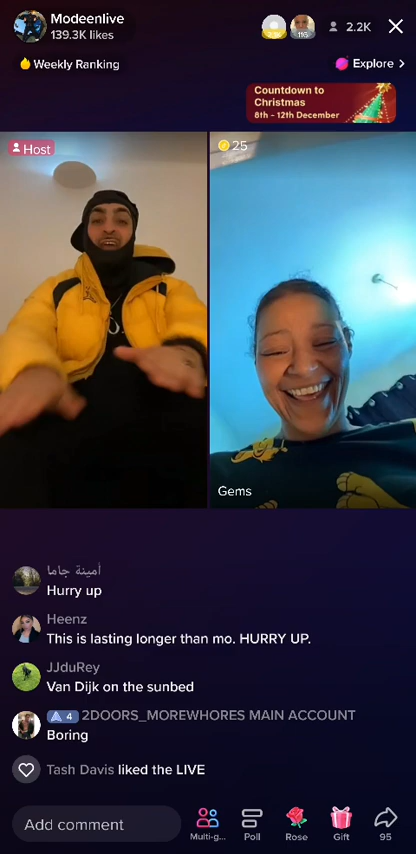 Modeenlive
139.3K likes
2.2K
Weekly Ranking
Explore >
Countdown to
Christmas
8th - 12th December
Host
25
Gems
أمينة جاما
Hurry up
Heenz
This is lasting longer than mo. HURRY UP.
JJduRey
Van Dijk on the sunbed
4 2DOORS_MOREWHORES MAIN ACCOUNT
Boring
Tash Davis liked the LIVE
Add comment
Multi-g...
Poll
Rose
Gift
95